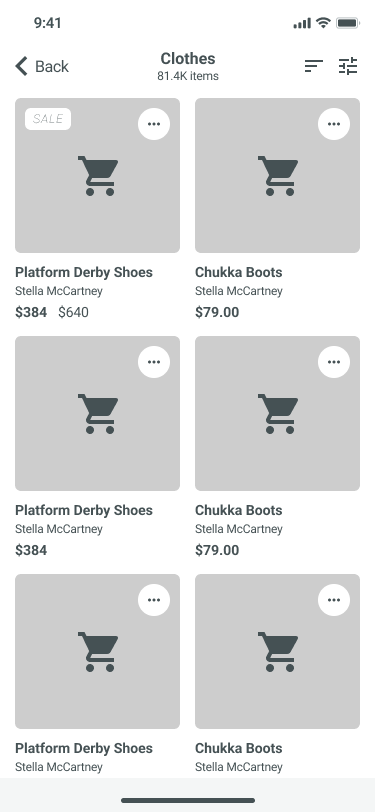 9:41
Back
Clothes
81.4K items
SALE
Platform Derby Shoes
Stella McCartney
$384 $640
Chukka Boots
Stella McCartney
$79.00
Platform Derby Shoes
Stella McCartney
$384
Chukka Boots
Stella McCartney
$79.00
Platform Derby Shoes
Stella McCartney
Chukka Boots
Stella McCartney